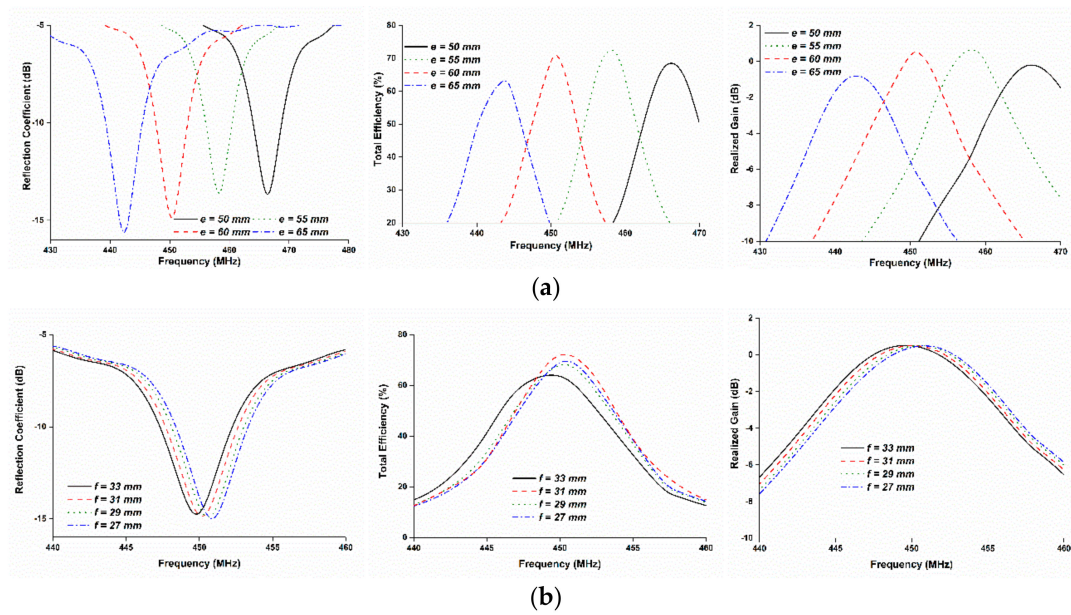 -5
-10
-15
Reflection Coefficient (dB)
e = 50 mm
e = 55 mm
e = 60 mm
e = 65 mm
430 440 450 460 470 480
Frequency (MHz)
80
70
60
50
40
30
20
Total Efficiency (%)
e = 50 mm
e = 55 mm
e = 60 mm
e = 65 mm
430 440 450 460 470
Frequency (MHz)
2
0
-2
-4
-6
-8
-10
Realized Gain (dB)
e = 50 mm
e = 55 mm
e = 60 mm
e = 65 mm
430 440 450 460 470
Frequency (MHz)
(a)
-5
-10
-15
Reflection Coefficient (dB)
f = 33 mm
f = 31 mm
f = 29 mm
f = 27 mm
440 445 450 455 460
Frequency (MHz)
80
60
40
20
0
Total Efficiency (%)
f = 33 mm
f = 31 mm
f = 29 mm
f = 27 mm
440 445 450 455 460
Frequency (MHz)
2
0
-2
-4
-6
-8
-10
Realized Gain (dB)
f = 33 mm
f = 31 mm
f = 29 mm
f = 27 mm
440 445 450 455 460
Frequency (MHz)
(b)